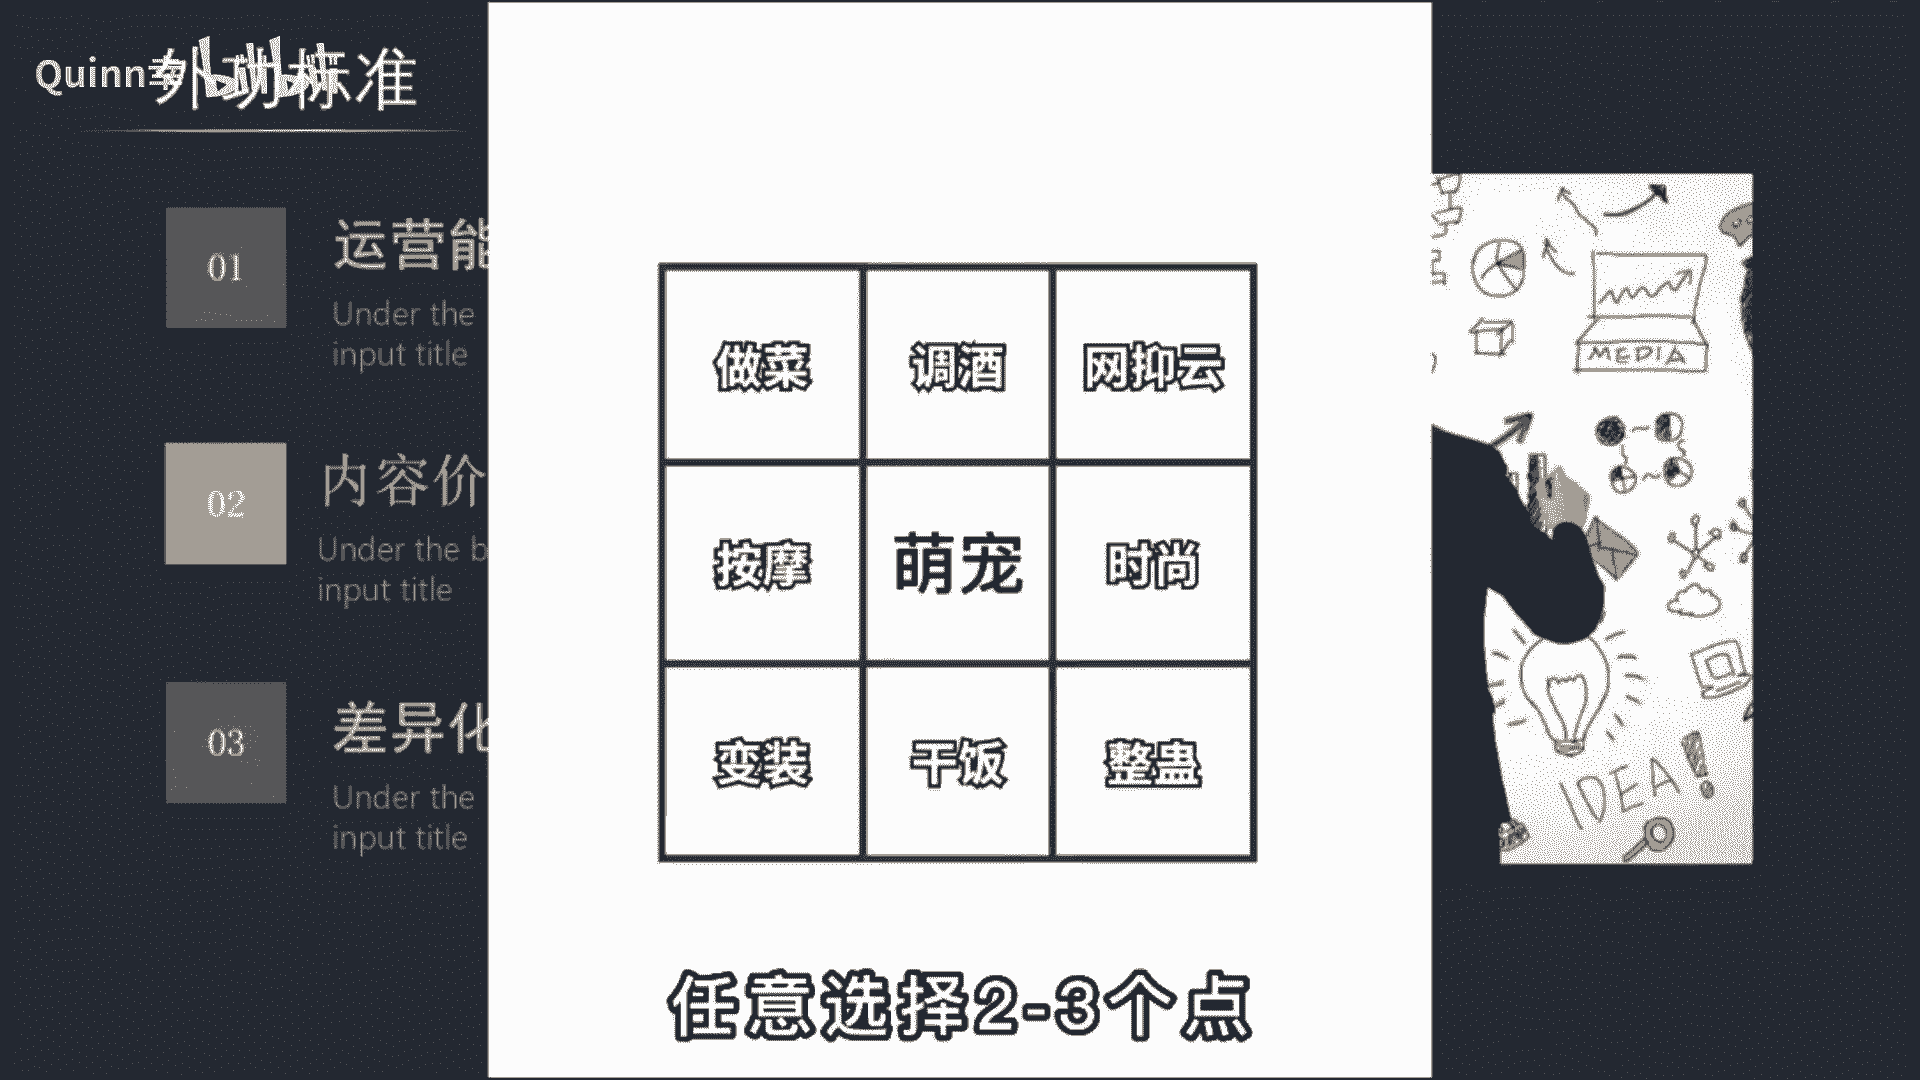 Quinn
外功标准
01
运营能
Under the
input title
02
内容价
Under the b
input title
03
差异化
Under the
input title
做菜 调酒 网抑云
按摩 萌宠 时尚
变装 干饭 整蛊
任意选择2-3个点
MEDIA
IDEA!